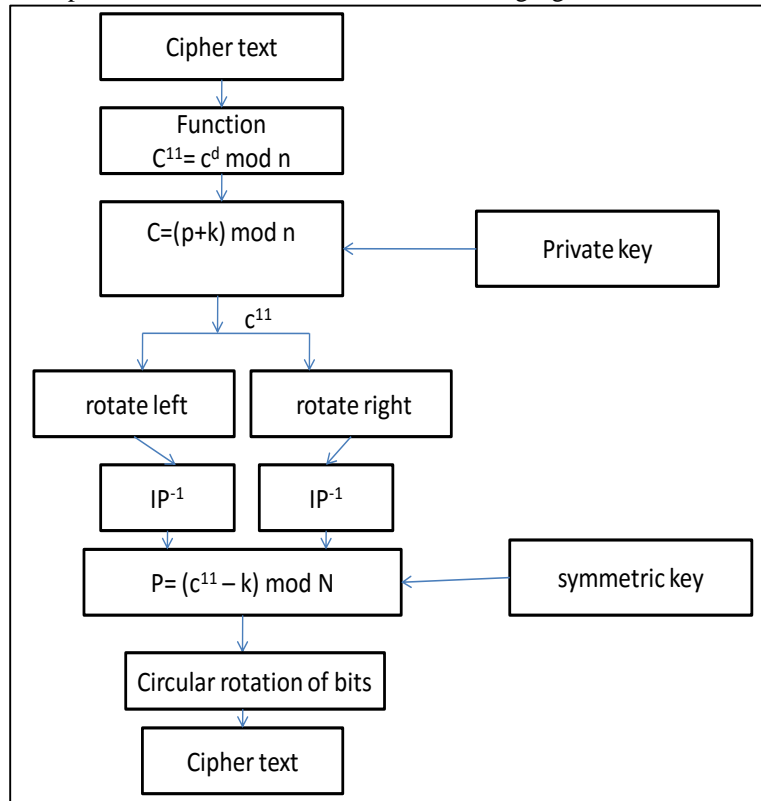 Cipher text
Function
C¹¹= cᵈ mod n
C=(p+k) mod n
Private key
c¹¹
rotate left
rotate right
IP⁻¹
IP⁻¹
P= (c¹¹ – k) mod N
symmetric key
Circular rotation of bits
Cipher text